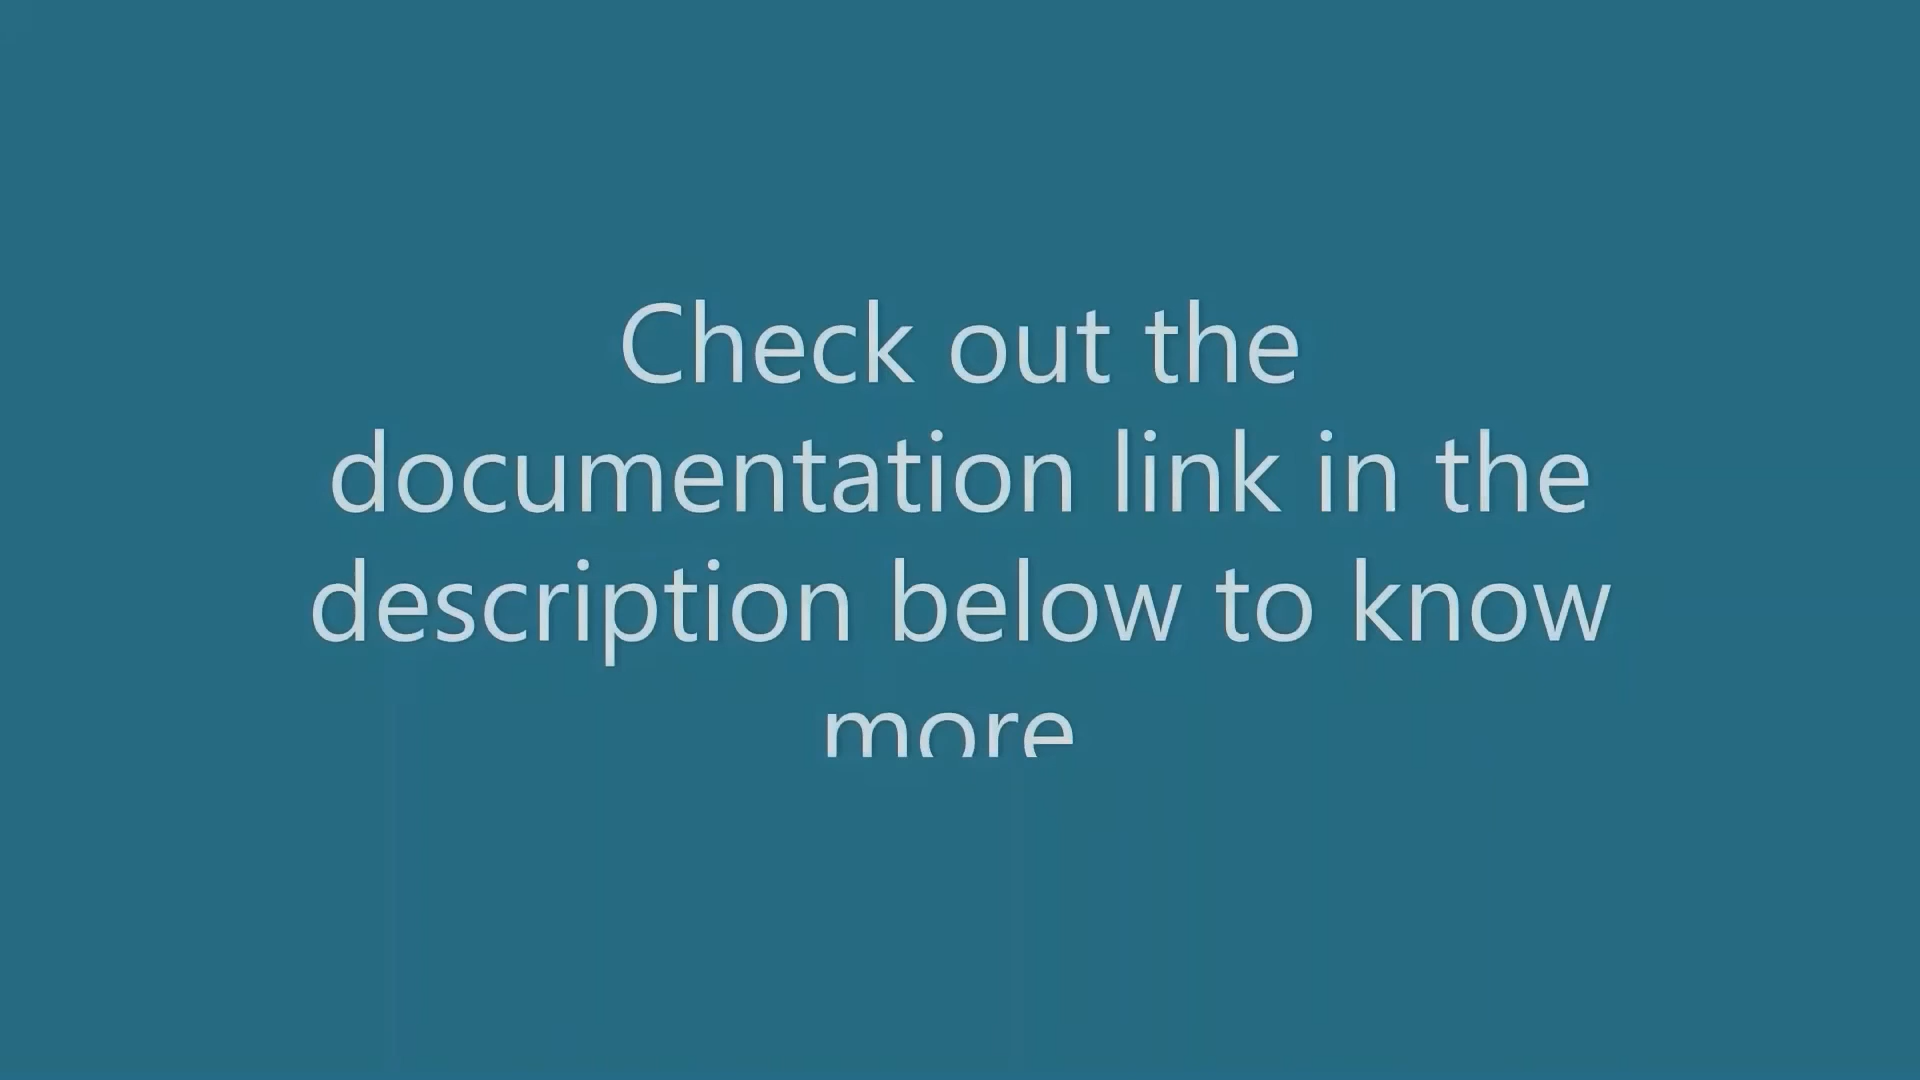 Check out the
documentation link in the
description below to know
more